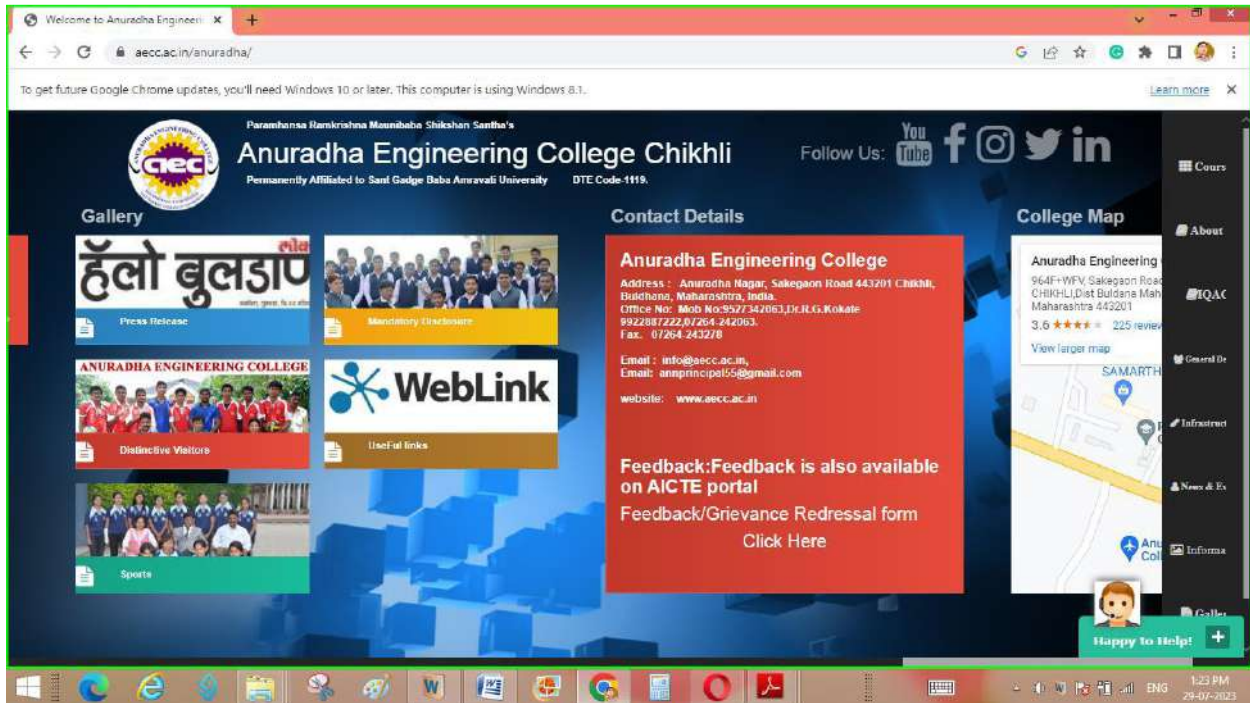 Welcome to Anuradha Engineeri
aecc.ac.in/anuradha/
To get future Google Chrome updates, you'll need Windows 10 or later. This computer is using Windows 8.1.
Learn more
Paramhansa Ramkrishna Maunibaba Shikshan Santha's
aec
Anuradha Engineering College Chikhli
Follow Us:
You Tube
f
in
Permanently Affiliated to Sant Gadge Baba Amravati University DTE Code-1119.
Gallery
हॅलो बुलडाण
Press Release
Mandatory Disclosure
ANURADHA ENGINEERING COLLEGE
Distinctive Visitors
WebLink
UseFul links
Sports
Contact Details
Anuradha Engineering College
Address : Anuradha Nagar, Sakegaon Road 443201 Chikhli,
Buldhana, Maharashtra, India.
Office No: Mob No:9527342063,Dr.R.G.Kokate
9922887222,07264-242063.
Fax. 07264-243278
Email : info@aecc.ac.in,
Email: annprincipal55@gmail.com
website: www.aecc.ac.in
Feedback:Feedback is also available
on AICTE portal
Feedback/Grievance Redressal form
Click Here
College Map
Anuradha Engineering
964F+WFV, Sakegaon Road
CHIKHLI,Dist Buldana Mah
Maharashtra 443201
3.6 225 review
View larger map
SAMARTH
Anu
Coll
Cours
About
IQAC
General De
Infrastruct
News & Ev
Informa
Galler
Happy to Help!
ENG
1:23 PM
29-07-2023